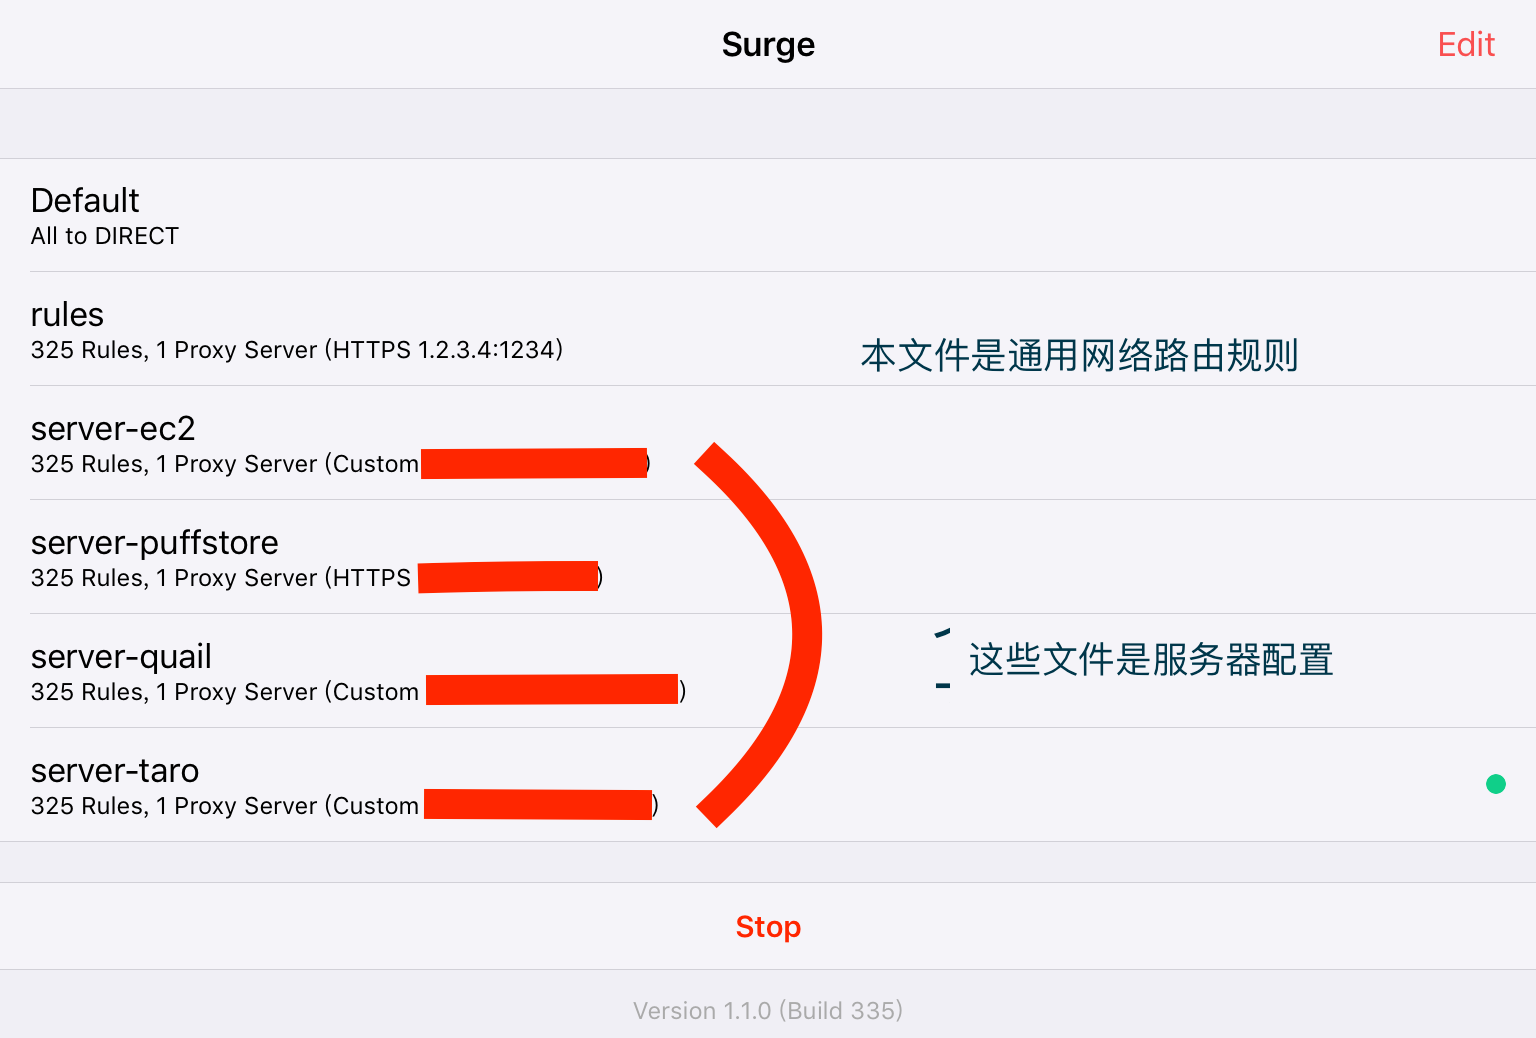 Surge
Edit
Default
All to DIRECT
rules
325 Rules, 1 Proxy Server (HTTPS 1.2.3.4:1234)
本文件是通用网络路由规则
server-ec2
325 Rules, 1 Proxy Server (Custom )
server-puffstore
325 Rules, 1 Proxy Server (HTTPS )
server-quail
325 Rules, 1 Proxy Server (Custom )
这些文件是服务器配置
server-taro
325 Rules, 1 Proxy Server (Custom )
Stop
Version 1.1.0 (Build 335)